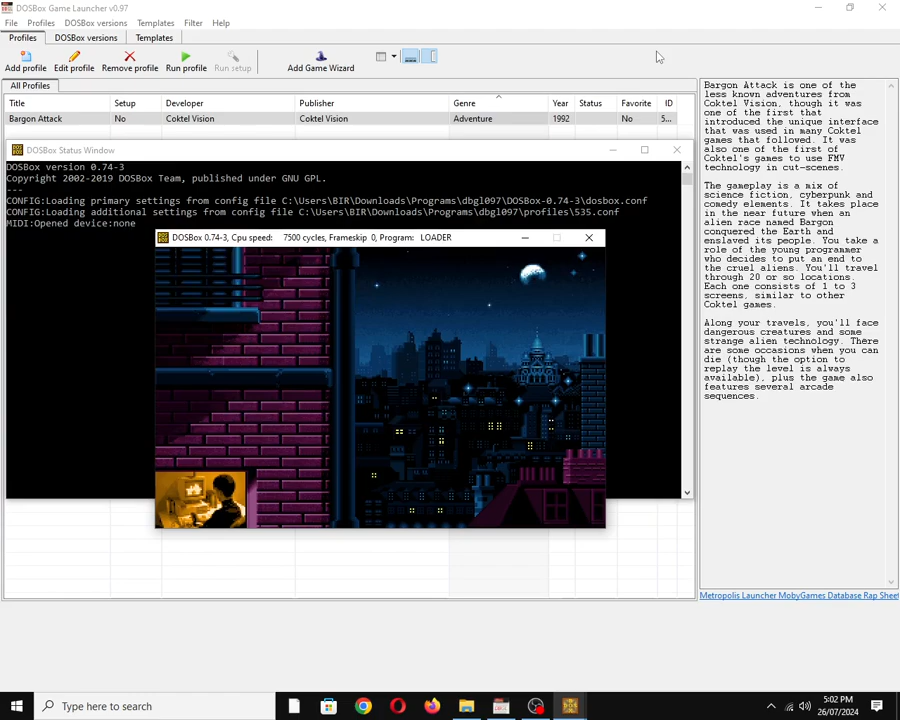 DOSBox Game Launcher v0.97
File Profiles DOSBox versions Templates Filter Help
Profiles DOSBox versions Templates
Add profile Edit profile Remove profile Run profile Run setup Add Game Wizard
All Profiles
Title Setup Developer Publisher Genre Year Status Favorite ID
Bargon Attack No Coktel Vision Coktel Vision Adventure 1992 No 5...
DOSBox Status Window
DOSBox version 0.74-3
Copyright 2002-2019 DOSBox Team, published under GNU GPL.
---
CONFIG:Loading primary settings from config file C:\Users\BIR\Downloads\Programs\dbgl097\DOSBox-0.74-3\dosbox.conf
CONFIG:Loading additional settings from config file C:\Users\BIR\Downloads\Programs\dbgl097\profiles\535.conf
MIDI:Opened device:none
DOSBox 0.74-3, Cpu speed: 7500 cycles, Frameskip 0, Program: LOADER
Bargon Attack is one of the
less known adventures from
Coktel Vision, though it was
one of the first that
introduced the unique interface
that was used in many Coktel
games that followed. It was
also one of the first of
Coktel's games to use FMV
technology in cut-scenes.
The gameplay is a mix of
science fiction, cyberpunk and
comedy elements. It takes place
in the near future when an
alien race named Bargon
conquered the Earth and
enslaved its people. You take a
role of the young programmer
who decides to put an end to
the cruel aliens. You'll travel
through 20 or so locations.
Each one consists of 1 to 3
screens, similar to other
Coktel games.
Along your travels, you'll face
dangerous creatures and some
strange alien technology. There
are some occasions when you can
die (though the option to
replay the level is always
available), plus the game also
features several arcade
sequences.
Metropolis Launcher MobyGames Database Rap Sheet
Type here to search
5:02 PM
26/07/2024